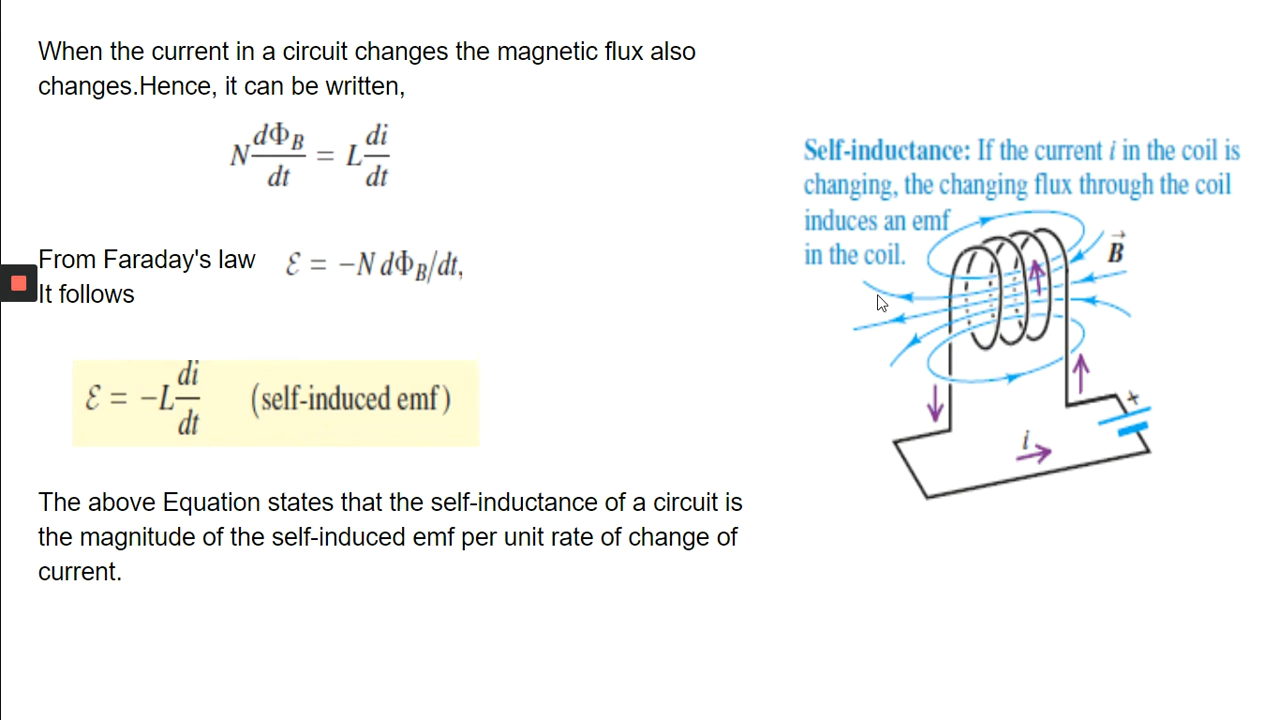 When the current in a circuit changes the magnetic flux also
changes.Hence, it can be written,
N dΦ_B/dt = L di/dt
From Faraday's law ℰ = −N dΦ_B/dt,
It follows
ℰ = −L di/dt (self-induced emf)
The above Equation states that the self-inductance of a circuit is
the magnitude of the self-induced emf per unit rate of change of
current.
Self-inductance: If the current i in the coil is
changing, the changing flux through the coil
induces an emf
in the coil.
B⃗
+
i